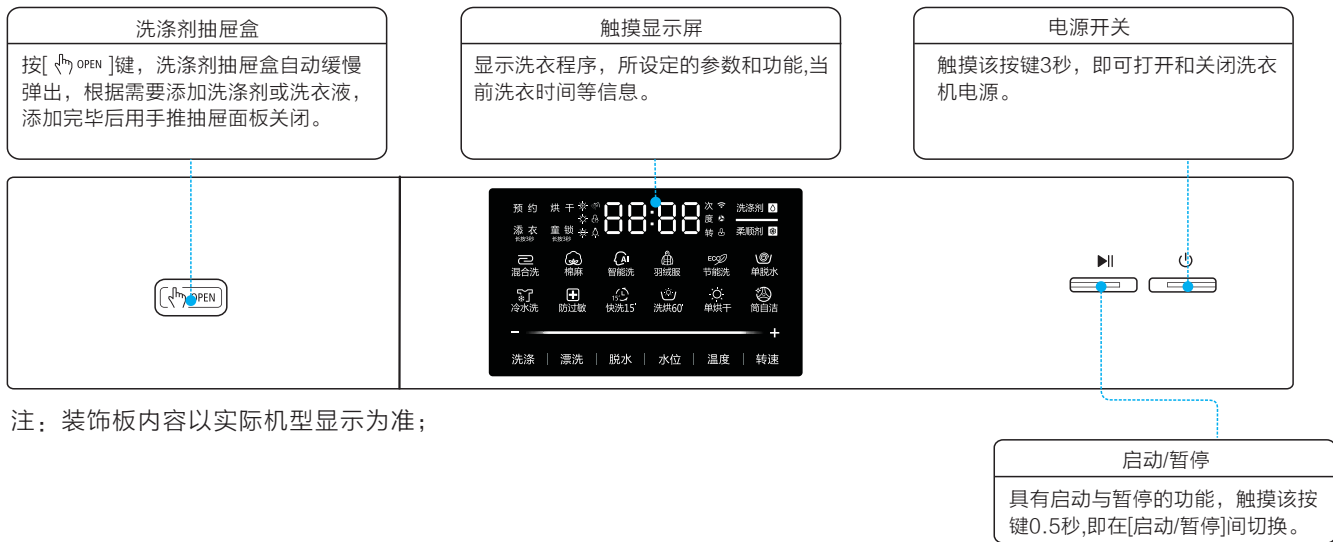 洗涤剂抽屉盒
按[ OPEN ]键，洗涤剂抽屉盒自动缓慢
弹出，根据需要添加洗涤剂或洗衣液，
添加完毕后用手推抽屉面板关闭。
触摸显示屏
显示洗衣程序，所设定的参数和功能,当
前洗衣时间等信息。
电源开关
触摸该按键3秒，即可打开和关闭洗衣
机电源。
OPEN
预约 烘干 88:88 次 洗涤剂
度
添衣 童锁 转 柔顺剂
长按3秒 长按3秒
混合洗 棉麻 AI 智能洗 羽绒服 ECO 节能洗 单脱水
冷水洗 防过敏 15' 快洗15' 洗烘60' 单烘干 筒自洁
- +
洗涤 | 漂洗 | 脱水 | 水位 | 温度 | 转速
注：装饰板内容以实际机型显示为准；
启动/暂停
具有启动与暂停的功能，触摸该按
键0.5秒,即在[启动/暂停]间切换。